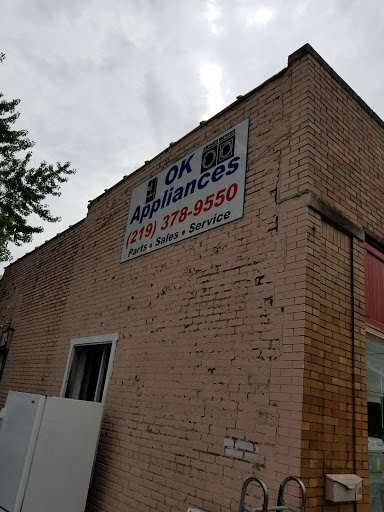 OK
Appliances
(219) 378-9550
Parts • Sales • Service